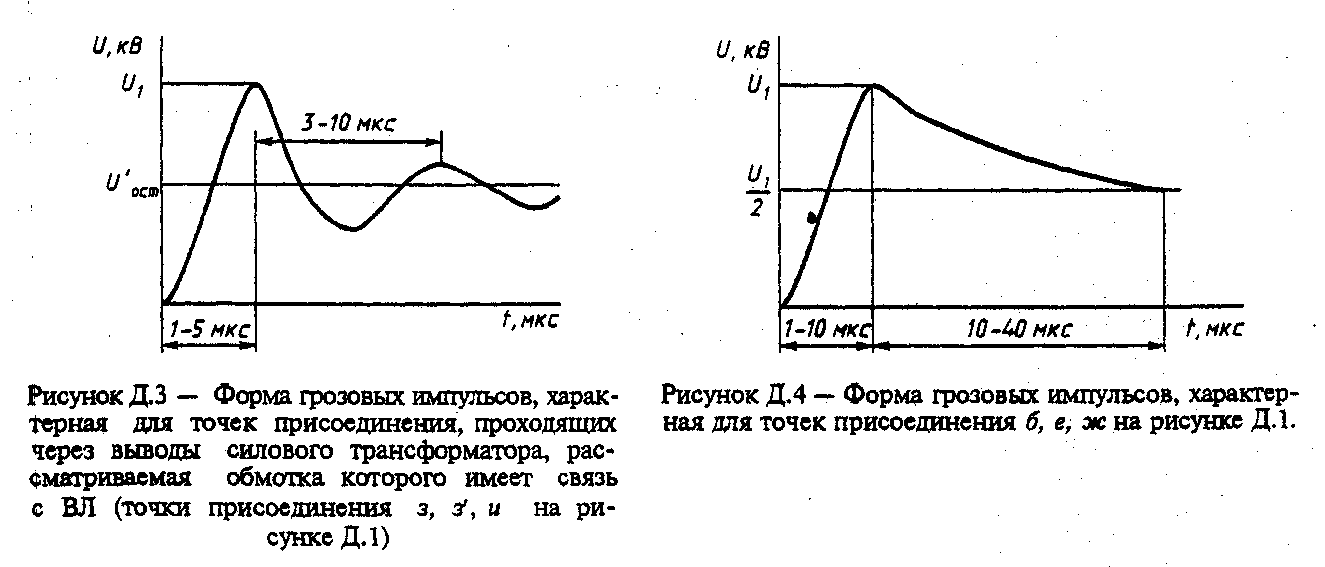 U, кВ
U₁
3-10 мкс
U'ост
1-5 мкс
t, мкс
Рисунок Д.3 — Форма грозовых импульсов, харак-
терная для точек присоединения, проходящих
через выводы силового трансформатора, рас-
сматриваемая обмотка которого имеет связь
с ВЛ (точки присоединения з, з', и на ри-
сунке Д.1)
U, кВ
U₁
U₁
2
1-10 мкс
10-40 мкс
t, мкс
Рисунок Д.4 — Форма грозовых импульсов, характер-
ная для точек присоединения б, е, ж на рисунке Д.1.